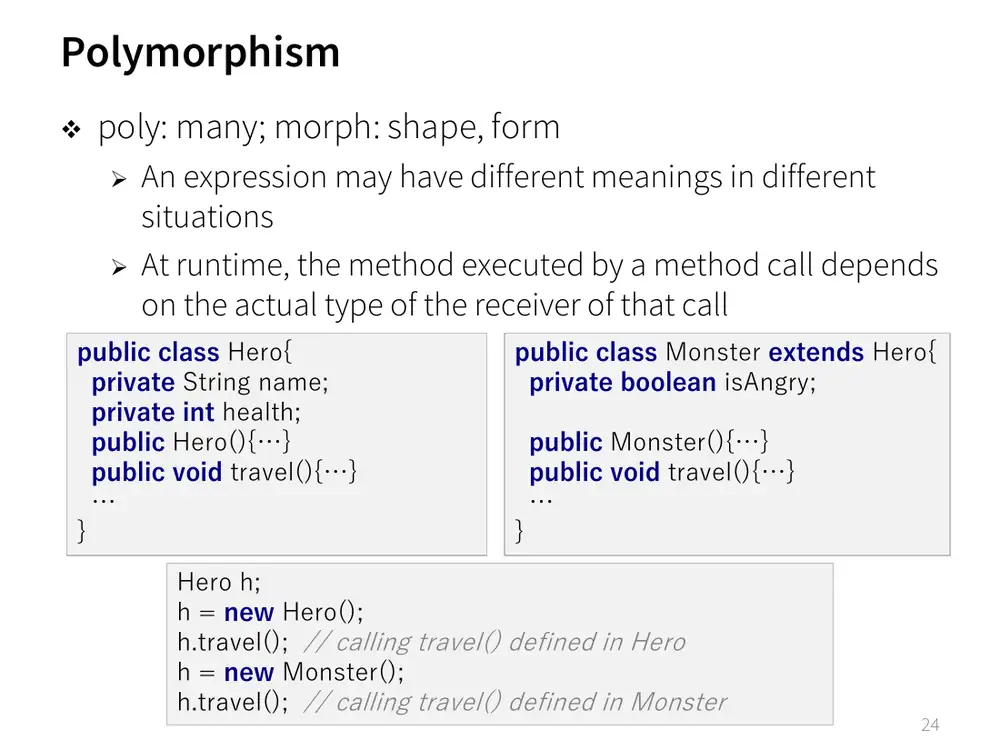 Polymorphism
❖ poly: many; morph: shape, form
➢ An expression may have different meanings in different
situations
➢ At runtime, the method executed by a method call depends
on the actual type of the receiver of that call
public class Hero{
private String name;
private int health;
public Hero(){…}
public void travel(){…}
…
}
public class Monster extends Hero{
private boolean isAngry;
public Monster(){…}
public void travel(){…}
…
}
Hero h;
h = new Hero();
h.travel(); // calling travel() defined in Hero
h = new Monster();
h.travel(); // calling travel() defined in Monster
24